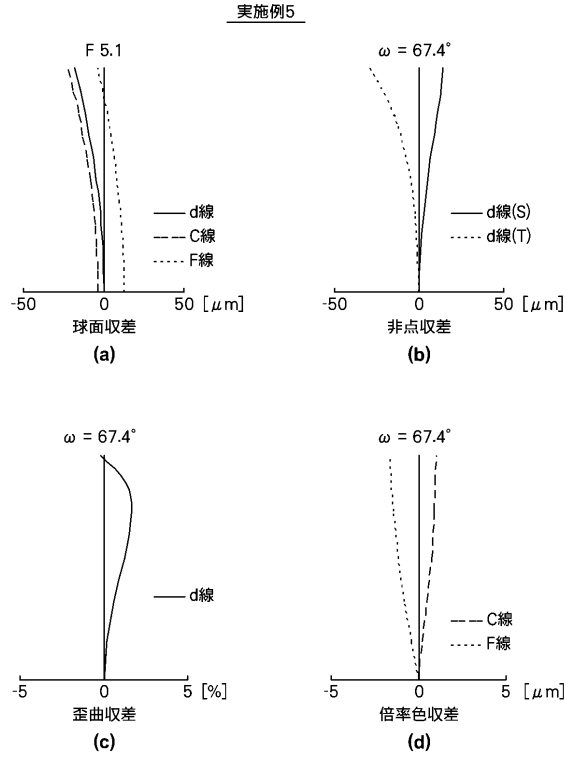 実施例5
F 5.1
d線
C線
F線
-50 0 50 [μm]
球面収差
(a)
ω = 67.4°
d線(S)
d線(T)
-50 0 50 [μm]
非点収差
(b)
ω = 67.4°
d線
-5 0 5 [%]
歪曲収差
(c)
ω = 67.4°
C線
F線
-5 0 5 [μm]
倍率色収差
(d)